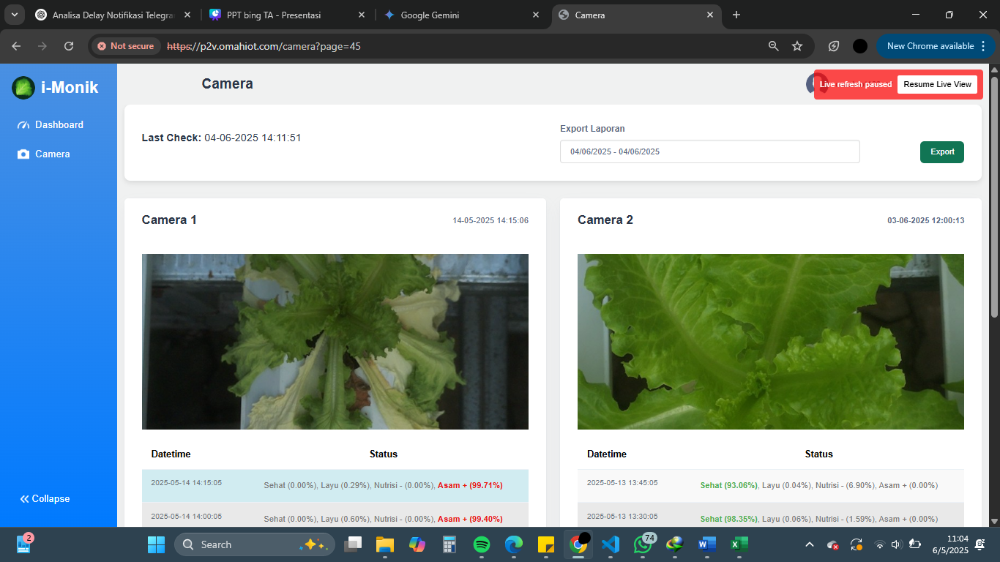 Analisa Delay Notifikasi Telegra
PPT bing TA - Presentasi
Google Gemini
Camera
Not secure
https://p2v.omahiot.com/camera?page=45
New Chrome available
i-Monik
Camera
Live refresh paused
Resume Live View
Dashboard
Camera
Last Check: 04-06-2025 14:11:51
Export Laporan
04/06/2025 - 04/06/2025
Export
Camera 1
14-05-2025 14:15:06
Camera 2
03-06-2025 12:00:13
Datetime
Status
2025-05-14 14:15:05
Sehat (0.00%), Layu (0.29%), Nutrisi - (0.00%), Asam + (99.71%)
2025-05-14 14:00:05
Sehat (0.00%), Layu (0.60%), Nutrisi - (0.00%), Asam + (99.40%)
Datetime
Status
2025-05-13 13:45:05
Sehat (93.06%), Layu (0.04%), Nutrisi - (6.90%), Asam + (0.00%)
2025-05-13 13:30:05
Sehat (98.35%), Layu (0.06%), Nutrisi - (1.59%), Asam + (0.00%)
Collapse
2
Search
74
11:04
6/5/2025